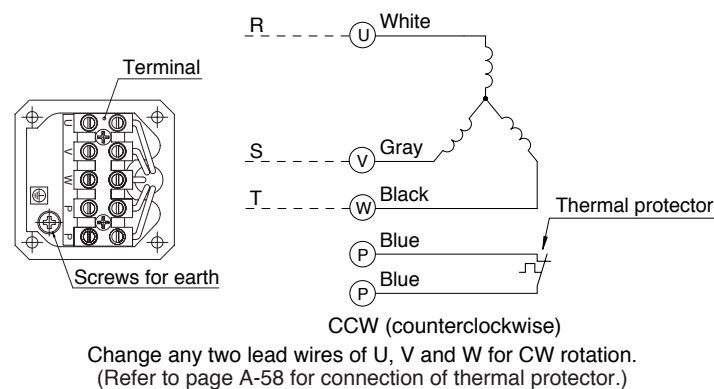 R
White
U
Terminal
U
V
W
P
P
S
Gray
V
T
Black
W
Thermal protector
Blue
P
Blue
P
Screws for earth
CCW (counterclockwise)
Change any two lead wires of U, V and W for CW rotation.
(Refer to page A-58 for connection of thermal protector.)